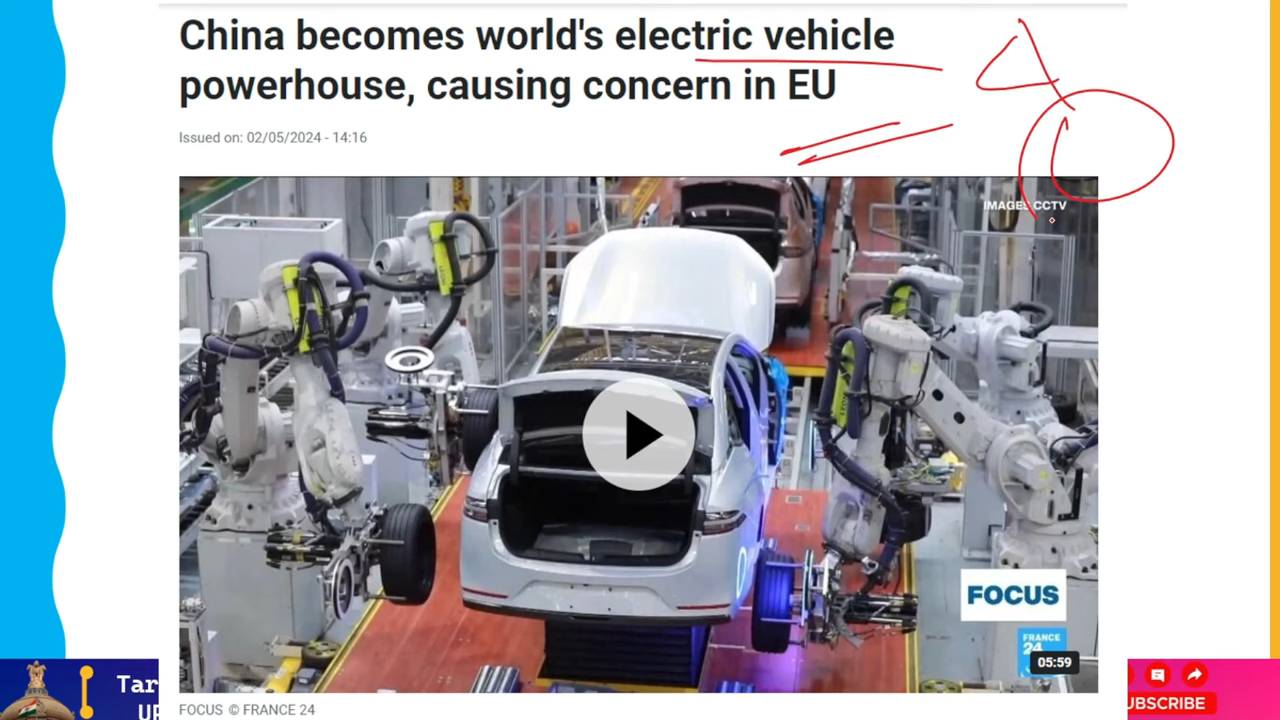 China becomes world's electric vehicle
powerhouse, causing concern in EU
Issued on: 02/05/2024 - 14:16
IMAGES CCTV
FOCUS
FRANCE
24
05:59
FOCUS © FRANCE 24
Tar
UP
UBSCRIBE